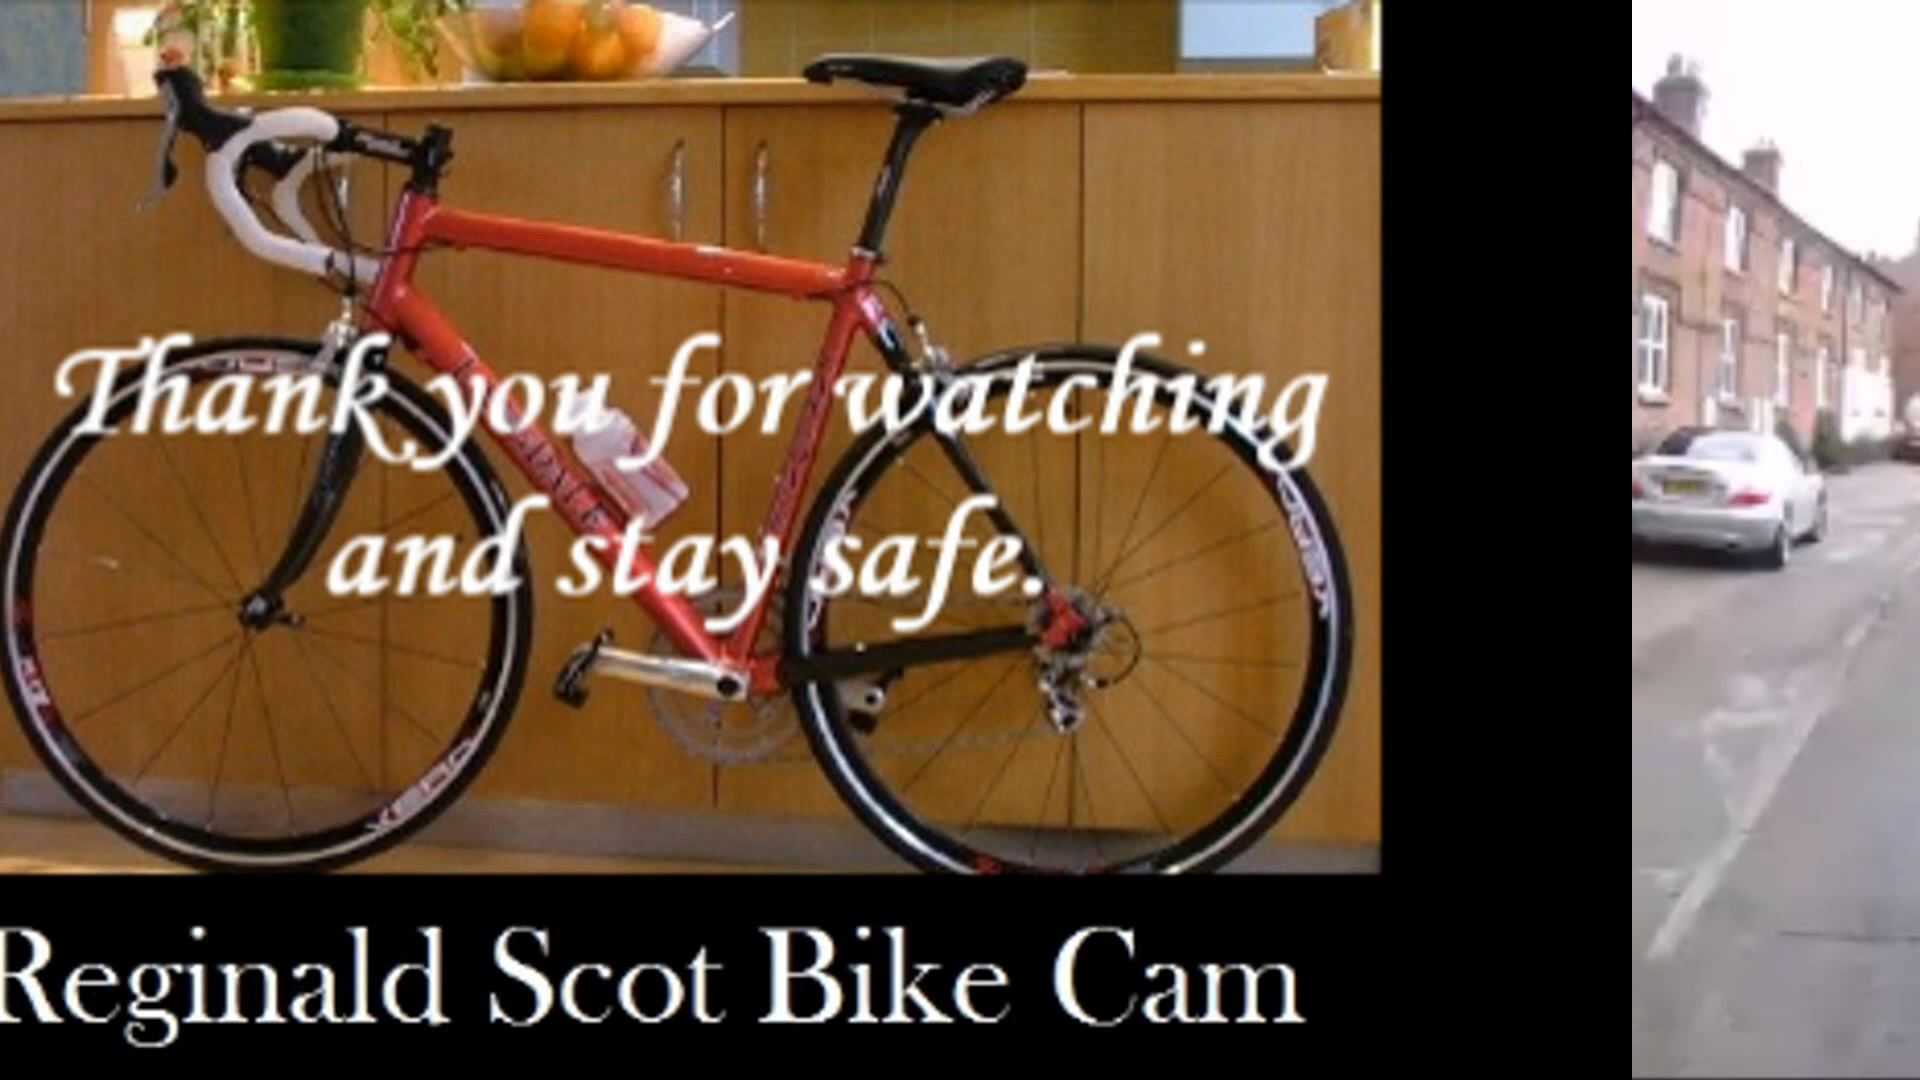 Thank you for watching
and stay safe.
Reginald Scot Bike Cam